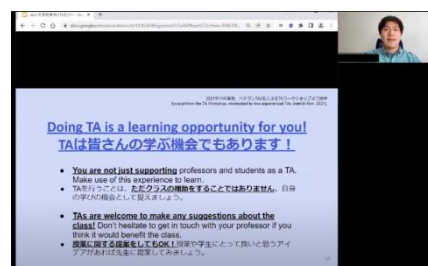 Doing TA is a learning opportunity for you!
TAは皆さんの学ぶ機会でもあります!
● You are not just supporting professors and students as a TA.
Make use of this experience to learn.
● TAを行うことは、ただクラスの補助をすることではありません。自身
の学びの機会として捉えましょう。
● TAs are welcome to make any suggestions about the
class! Don't hesitate to get in touch with your professor if you
think it would benefit the class.
● 授業に関する提案をしてもOK!授業や学生にとって良いと思うアイ
デアがあれば先生に提案してみましょう。